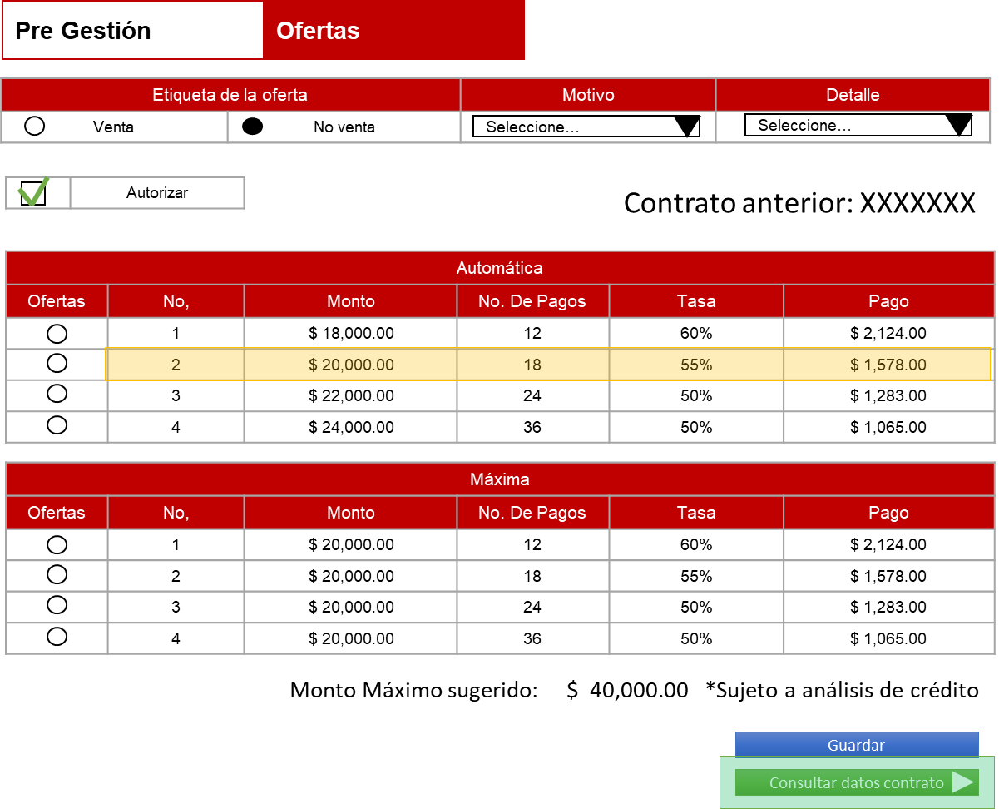 Pre Gestión Ofertas
Etiqueta de la oferta Motivo Detalle
Venta No venta Seleccione... Seleccione...
Autorizar
Contrato anterior: XXXXXXX
Automática
Ofertas No, Monto No. De Pagos Tasa Pago
1 $ 18,000.00 12 60% $ 2,124.00
2 $ 20,000.00 18 55% $ 1,578.00
3 $ 22,000.00 24 50% $ 1,283.00
4 $ 24,000.00 36 50% $ 1,065.00
Máxima
Ofertas No, Monto No. De Pagos Tasa Pago
1 $ 20,000.00 12 60% $ 2,124.00
2 $ 20,000.00 18 55% $ 1,578.00
3 $ 20,000.00 24 50% $ 1,283.00
4 $ 20,000.00 36 50% $ 1,065.00
Monto Máximo sugerido: $ 40,000.00 *Sujeto a análisis de crédito
Guardar
Consultar datos contrato